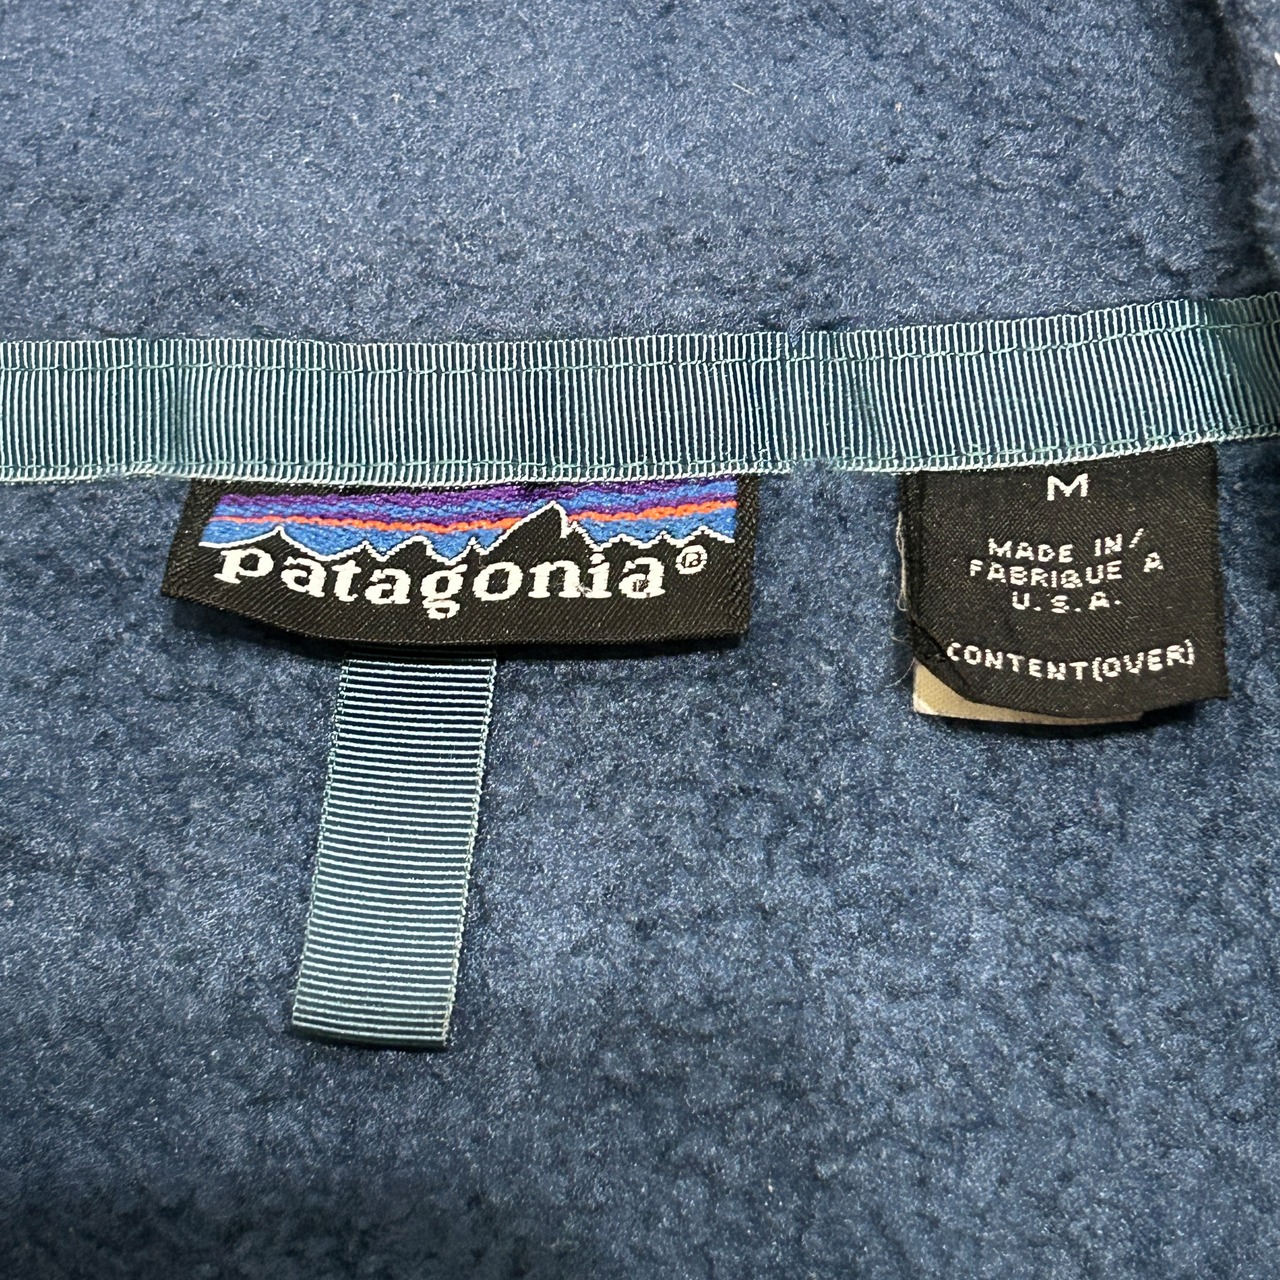 patagonia®
M
MADE IN/
FABRIQUE A
U.S.A.
CONTENT(OVER)